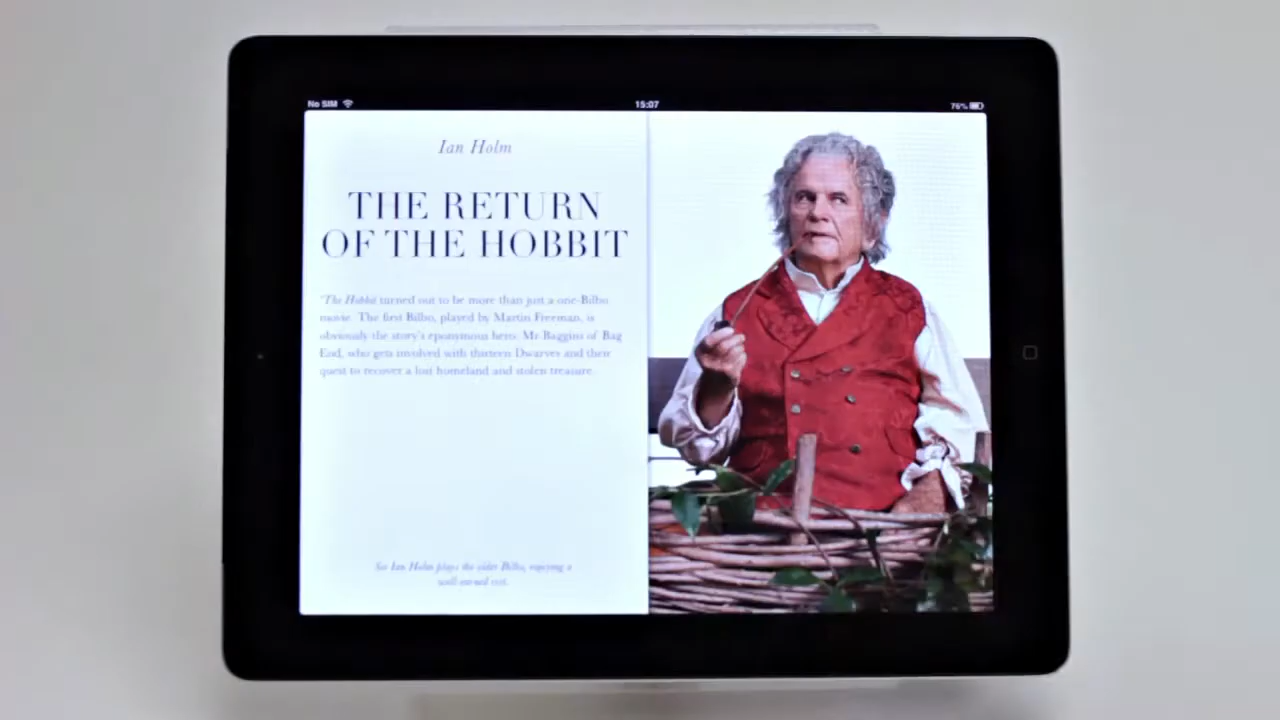 No SIM
15:07
76%
Ian Holm
THE RETURN
OF THE HOBBIT
'The Hobbit turned out to be more than just a one-Bilbo
movie. The first Bilbo, played by Martin Freeman, is
obviously the story's eponymous hero: Mr Baggins of Bag
End, who gets involved with thirteen Dwarves and their
quest to recover a lost homeland and stolen treasure.
Sir Ian Holm plays the older Bilbo, enjoying a
well-earned rest.